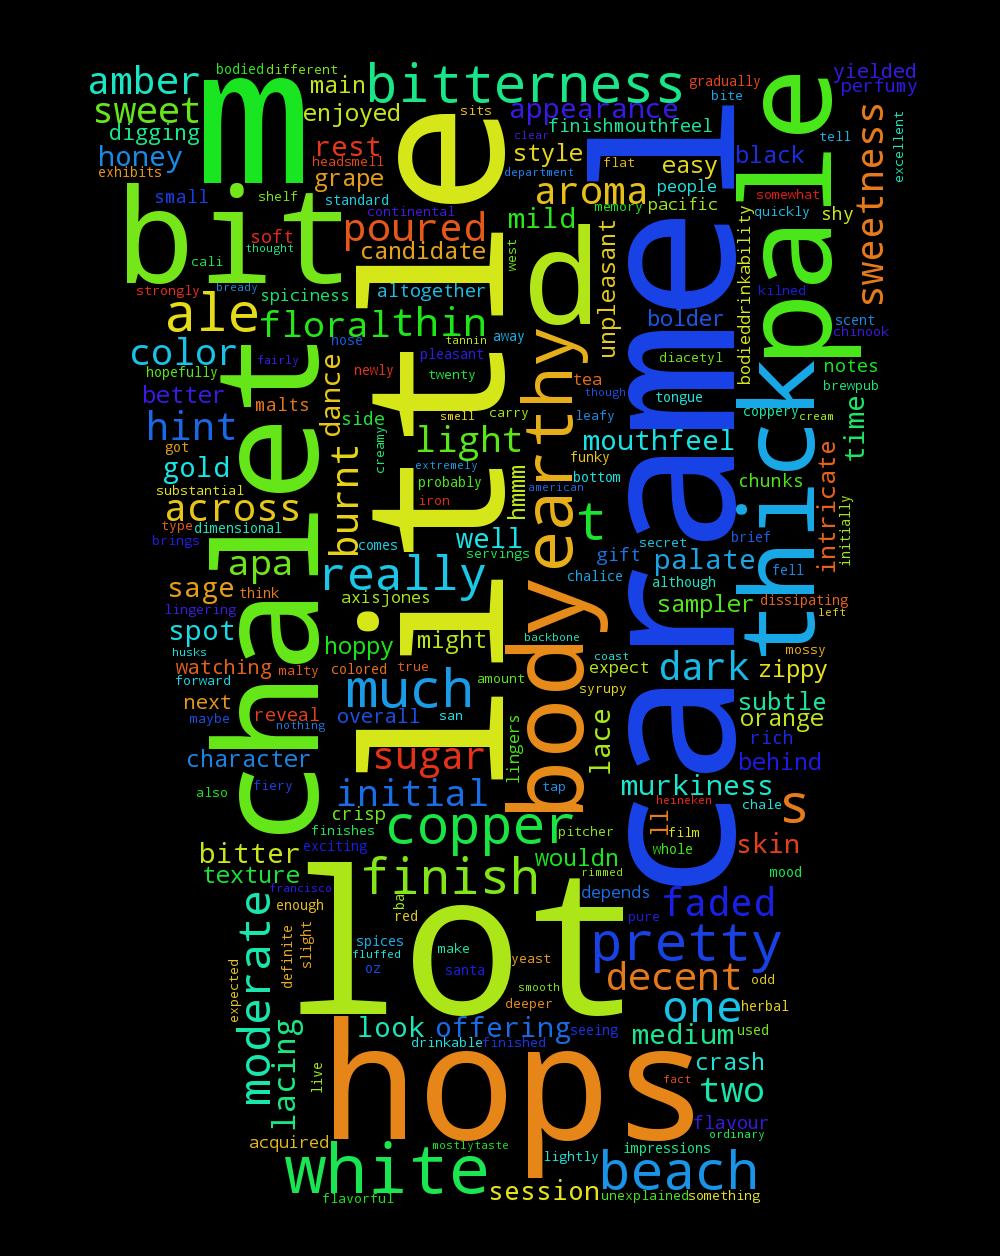 bodied different
amber
m
main
bitterness
gradually
yielded
perfumy
bite
sweet
enjoyed
sits
appearance
pale
digging
finishmouthfeel
clear
tell
excellent
honey
rest
style
easy
black
headsmell
flat
exhibits
grape
department
people
somewhat
sweetness
small
shelf
standard
aroma
memory
pacific
quickly
shy
bit
continental
mild
soft
poured
little
d
caramel
thought
candidate
west
unpleasant
bodieddrinkability
cali
strongly
bready
spiciness
altogether
kilned
ale
floral
thin
bolder
scent
chinook
color
nose
tannin
away
earthy
diacetyl
thick
notes
hopefully
fairly
pleasant
newly
twenty
tea
though
tongue
brewpub
better
malts
dance
side
smell
carry
leafy
coppery
cream
time
hint
chalet
creamy
light
mouthfeel
got
gold
extremely
funky
intricate
burnt
probably
hmmm
bottom
chunks
substantial
iron
american
across
initially
type
dimensional
well
t
secret
brief
brings
comes
servings
gift
palate
apa
really
chalice
fell
sage
think
although
axisjones
sampler
dissipating
lingering
left
spot
hoppy
might
backbone
husks
mossy
coast
watching
malty
colored
true
body
expect
dark
zippy
forward
amount
next
much
syrupy
subtle
maybe
reveal
overall
san
lace
orange
nothing
lingers
rich
character
sugar
behind
also
fiery
initial
tap
murkiness
crisp
heineken
chale
s
finishes
copper
pitcher
ll
film
bitter
exciting
wouldn
whole
skin
texture
finish
rimmed
mood
francisco
enough
ba
depends
faded
red
lot
pure
moderate
definite
slight
spices
make
pretty
fluffed
yeast
expected
oz
santa
decent
odd
smooth
deeper
one
herbal
lacing
look
offering
seeing
medium
used
drinkable
finished
live
hops
crash
fact
two
flavour
acquired
mostlytaste
ordinary
impressions
white
lightly
beach
flavorful
session
unexplained
something